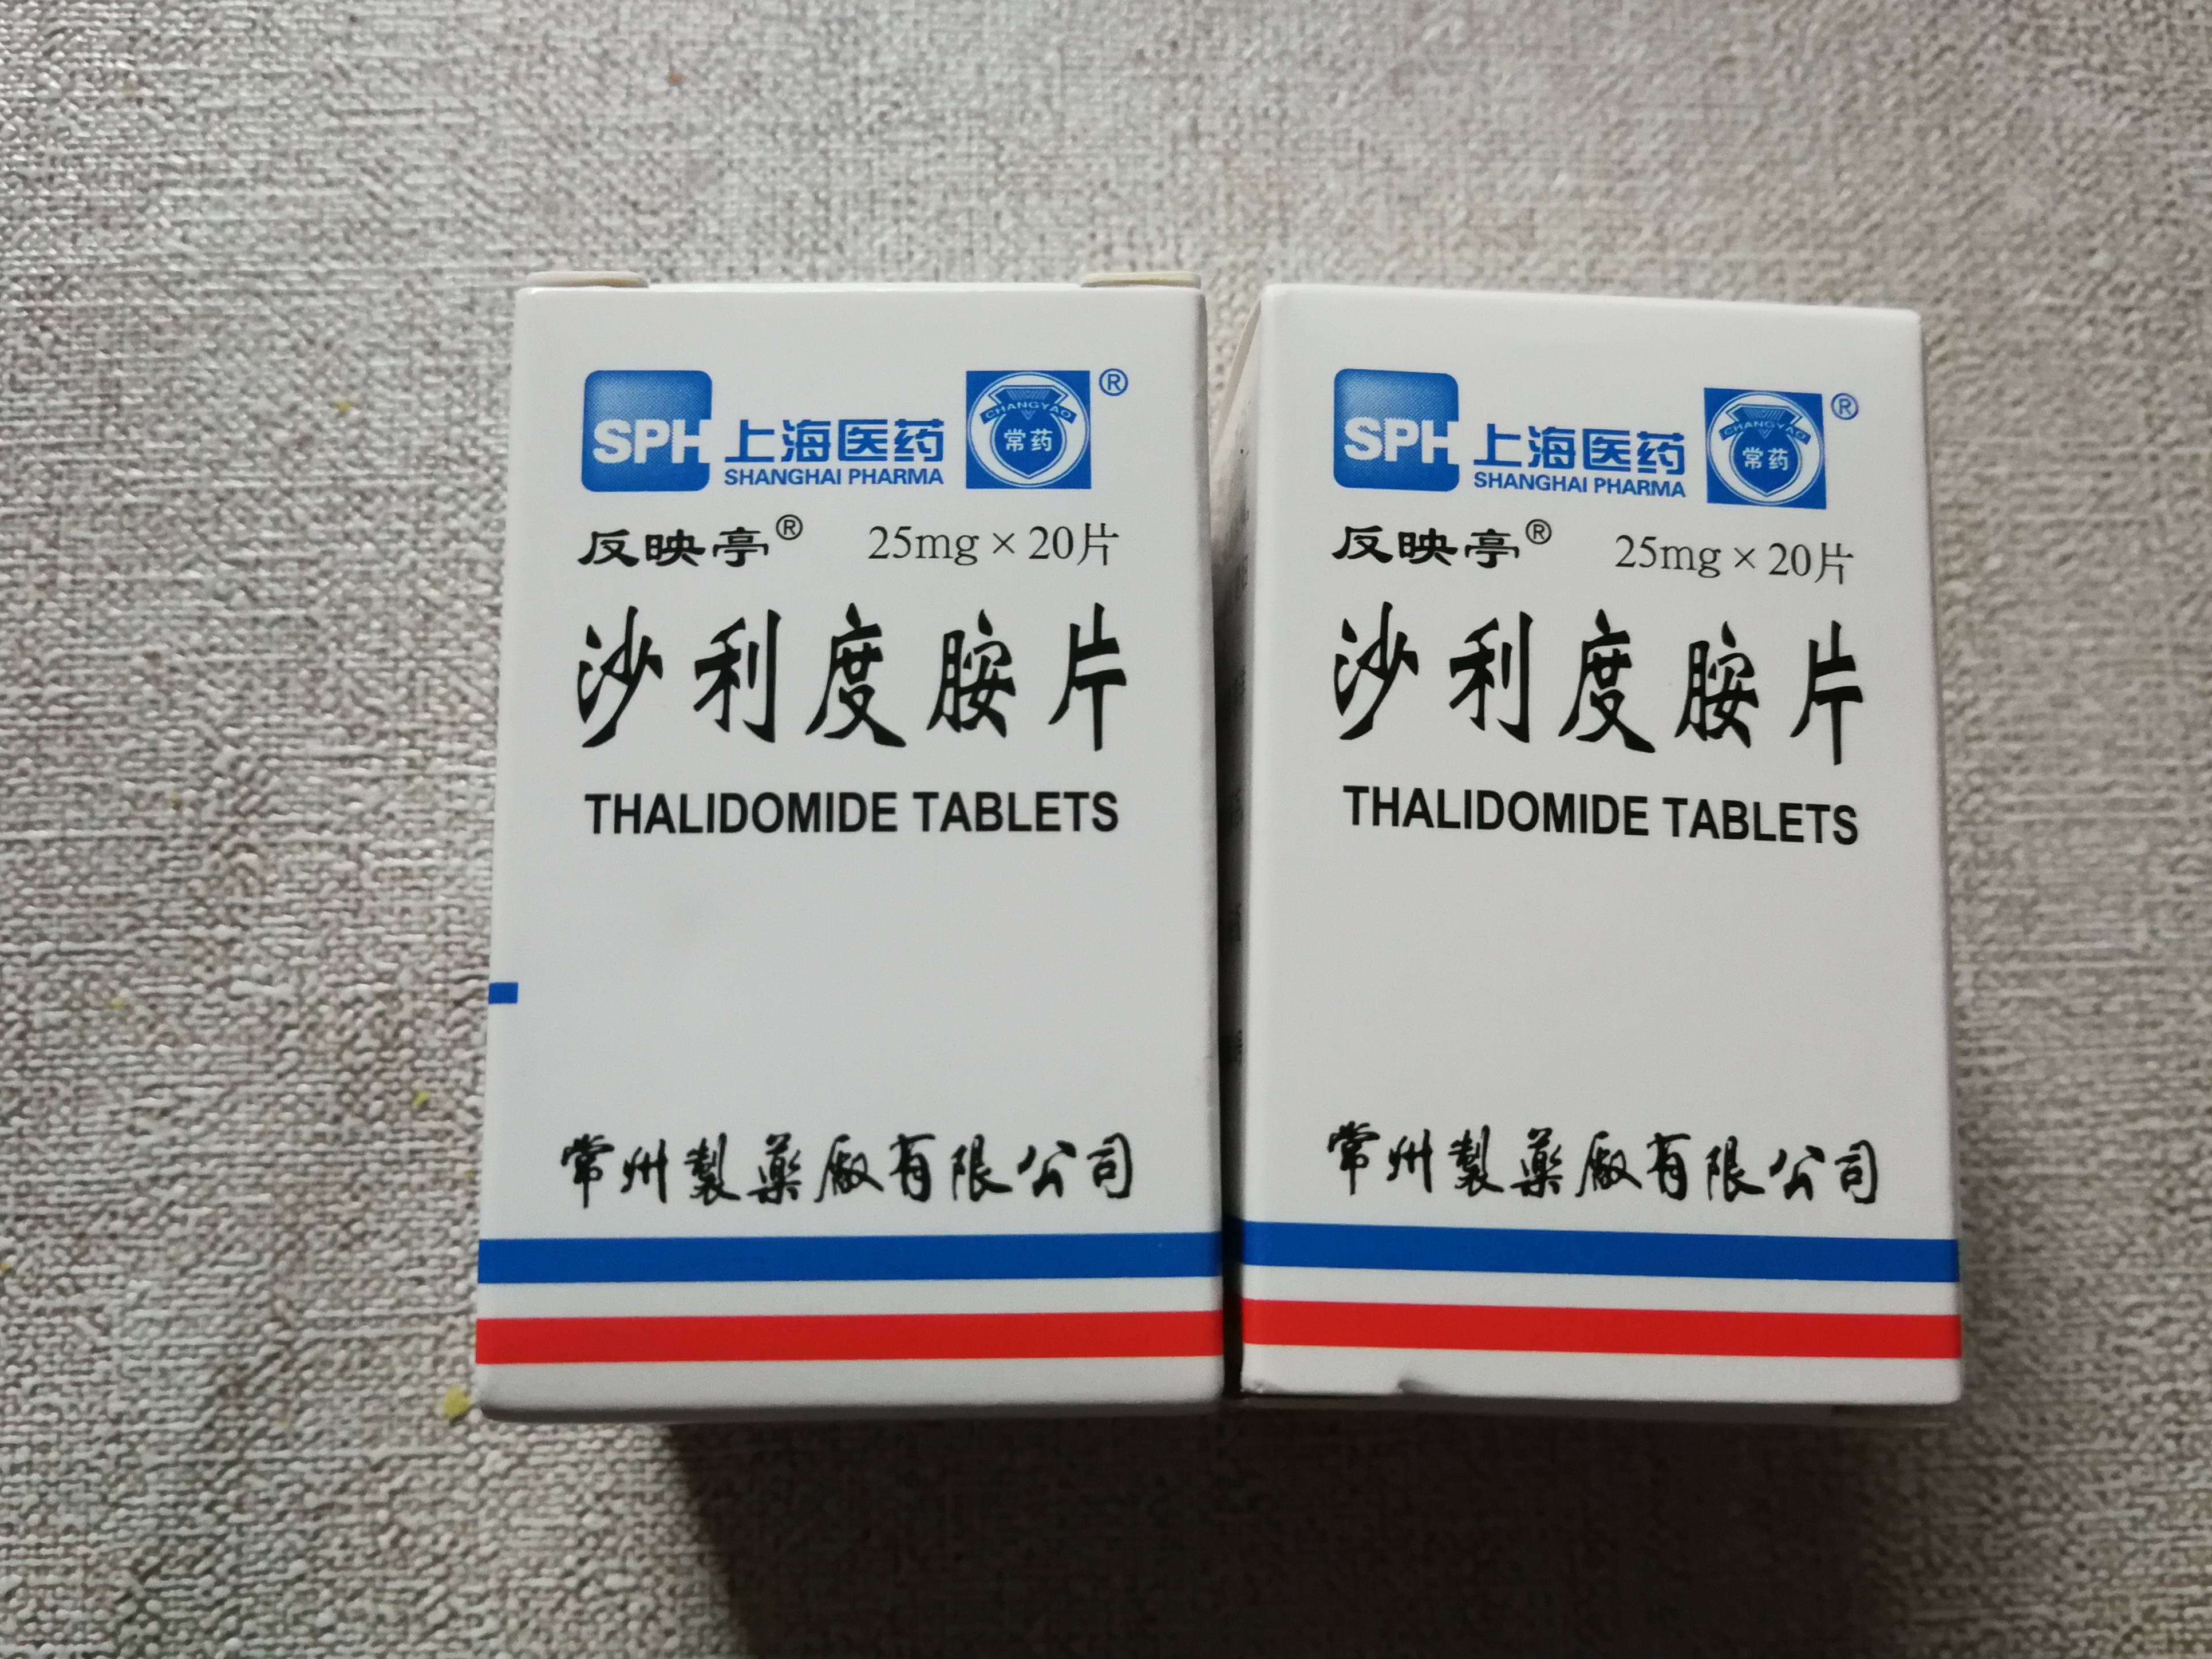 SPH 上海医药
SHANGHAI PHARMA
CHANGYAO
常药
®
反映亭® 25mg×20片
沙利度胺片
THALIDOMIDE TABLETS
常州製藥廠有限公司
SPH 上海医药
SHANGHAI PHARMA
CHANGYAO
常药
®
反映亭® 25mg×20片
沙利度胺片
THALIDOMIDE TABLETS
常州製藥廠有限公司